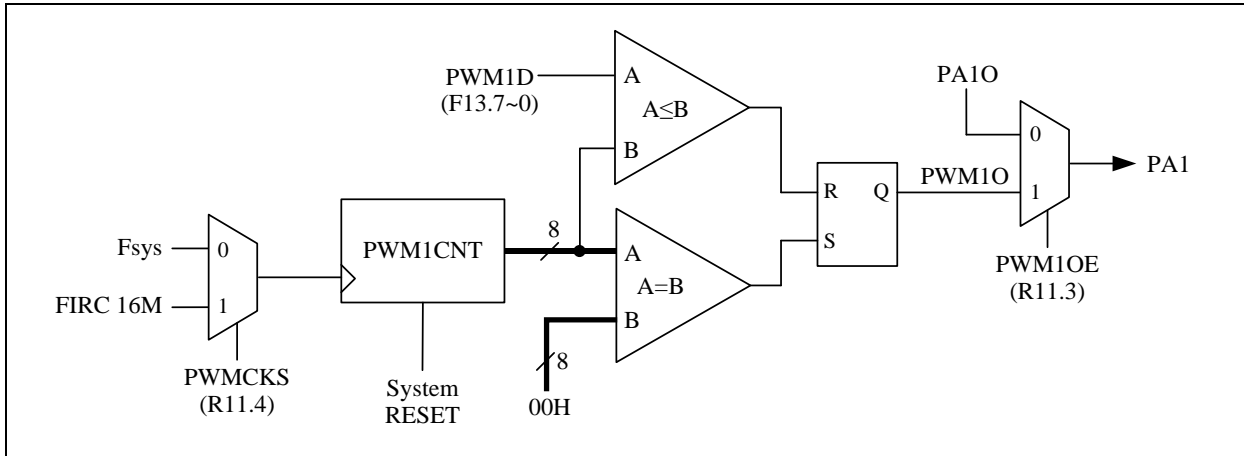 PWM1D
(F13.7~0)
A
A≤B
B
PA1O
0
1
PA1
Fsys
FIRC 16M
0
1
PWMCKS
(R11.4)
PWM1CNT
System
RESET
8
A
A=B
B
8
00H
R
Q
S
PWM1O
PWM1OE
(R11.3)